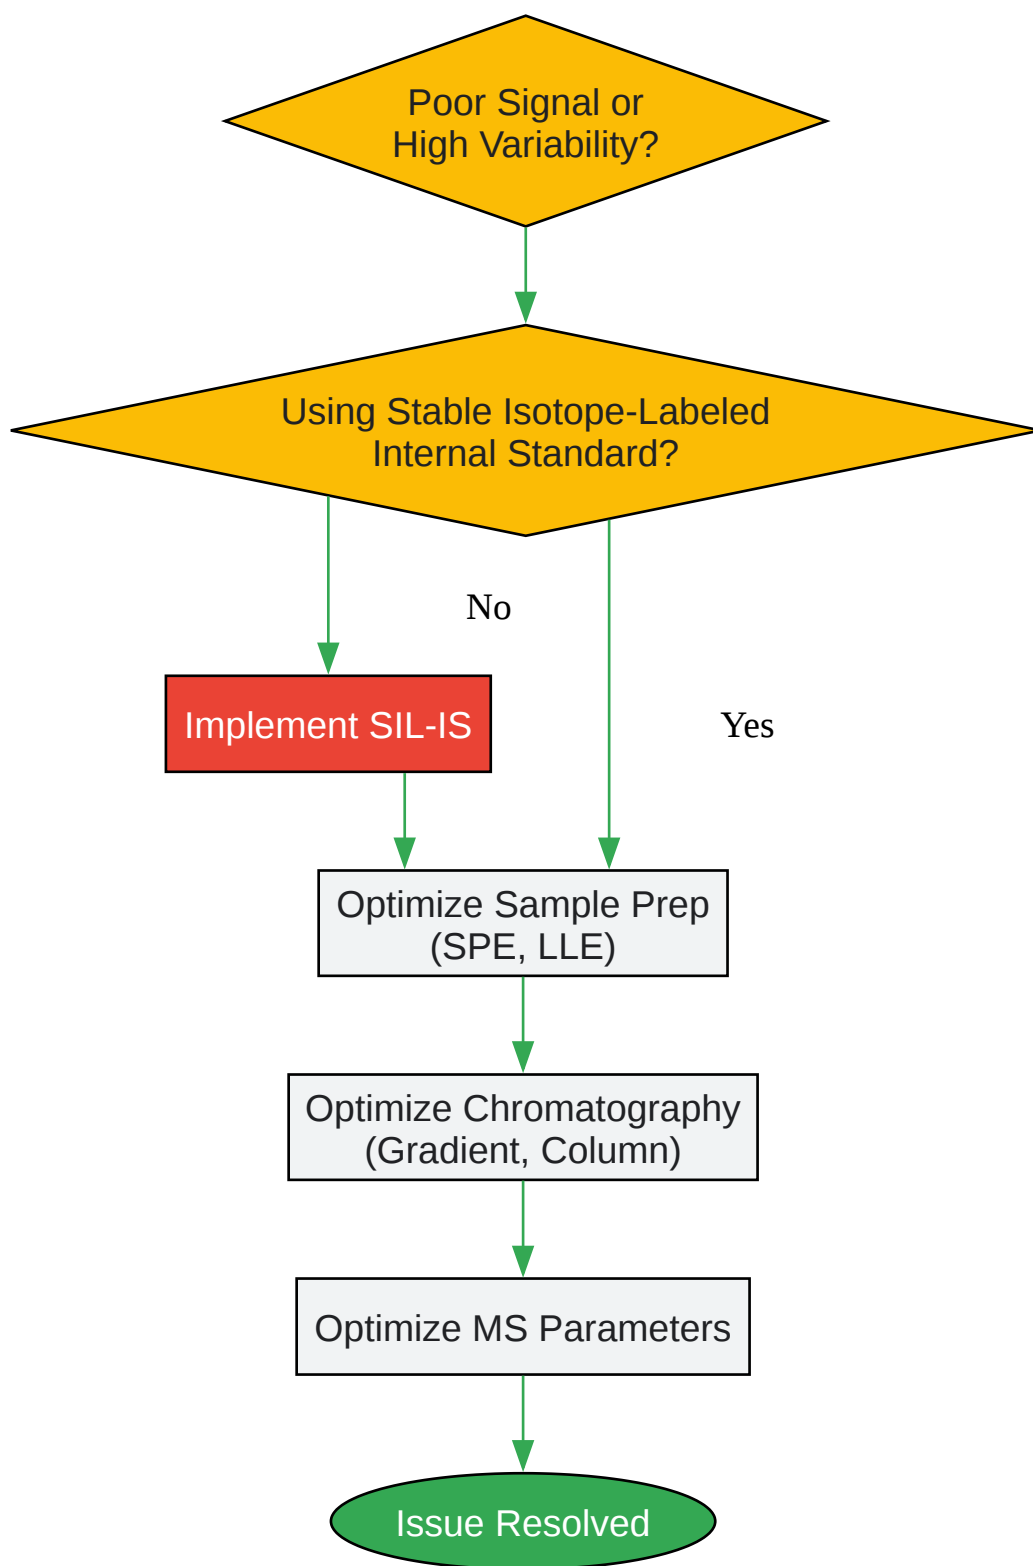 Poor Signal or
High Variability?
Using Stable Isotope-Labeled
Internal Standard?
No
Implement SIL-IS
Yes
Optimize Sample Prep
(SPE, LLE)
Optimize Chromatography
(Gradient, Column)
Optimize MS Parameters
Issue Resolved